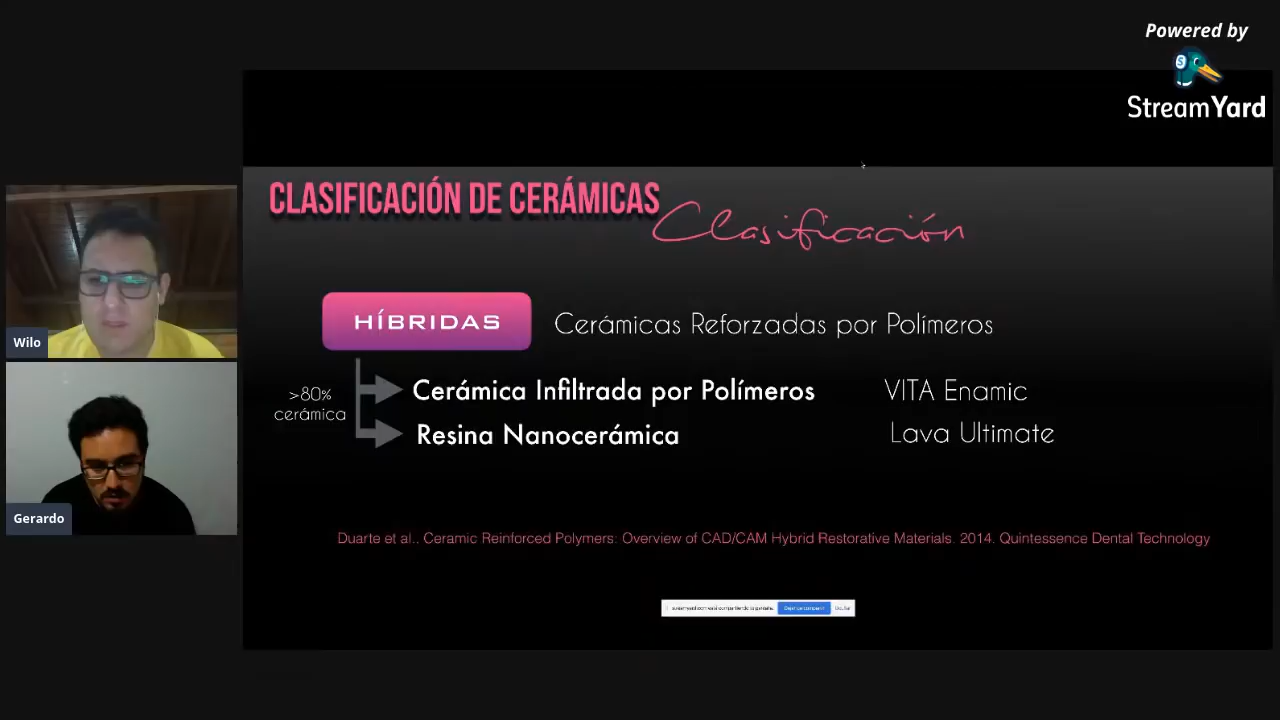 Powered by
StreamYard
CLASIFICACIÓN DE CERÁMICAS
Clasificación
HÍBRIDAS
Cerámicas Reforzadas por Polímeros
>80%
cerámica
Cerámica Infiltrada por Polímeros
VITA Enamic
Resina Nanocerámica
Lava Ultimate
Wilo
Gerardo
Duarte et al.. Ceramic Reinforced Polymers: Overview of CAD/CAM Hybrid Restorative Materials. 2014. Quintessence Dental Technology